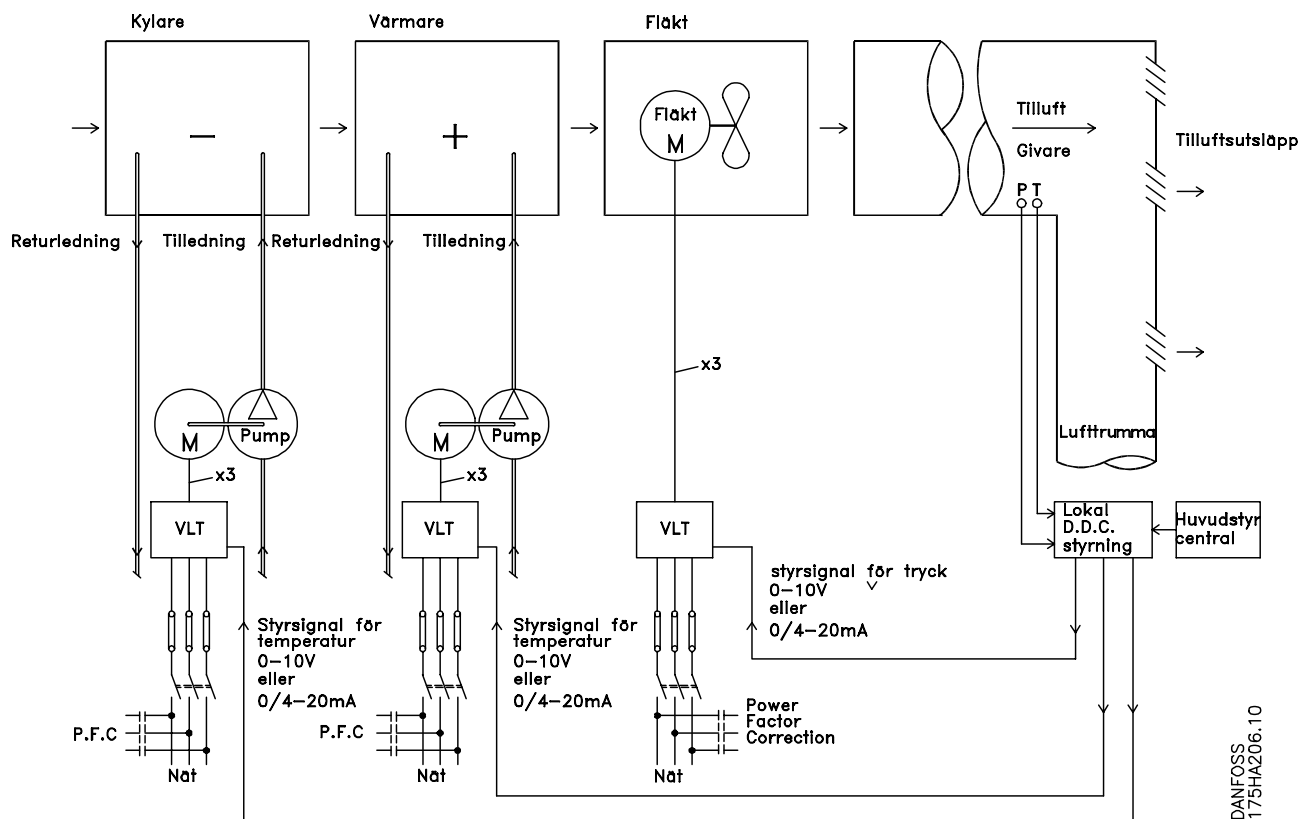 Kylare
Värmare
Fläkt
–
+
Fläkt
M
Tilluft
Givare
P T
Tilluftsutsläpp
Returledning
Tilledning
Returledning
Tilledning
x3
M
Pump
M
Pump
Lufttrumma
x3
x3
VLT
VLT
VLT
Lokal
D.D.C.
styrning
Huvudstyr
central
styrsignal för tryck
0–10V
eller
0/4–20mA
Styrsignal för
temperatur
0–10V
eller
0/4–20mA
Styrsignal för
temperatur
0–10V
eller
0/4–20mA
P.F.C
P.F.C
Power
Factor
Correction
Nät
Nät
Nät
DANFOSS
175HA206.10